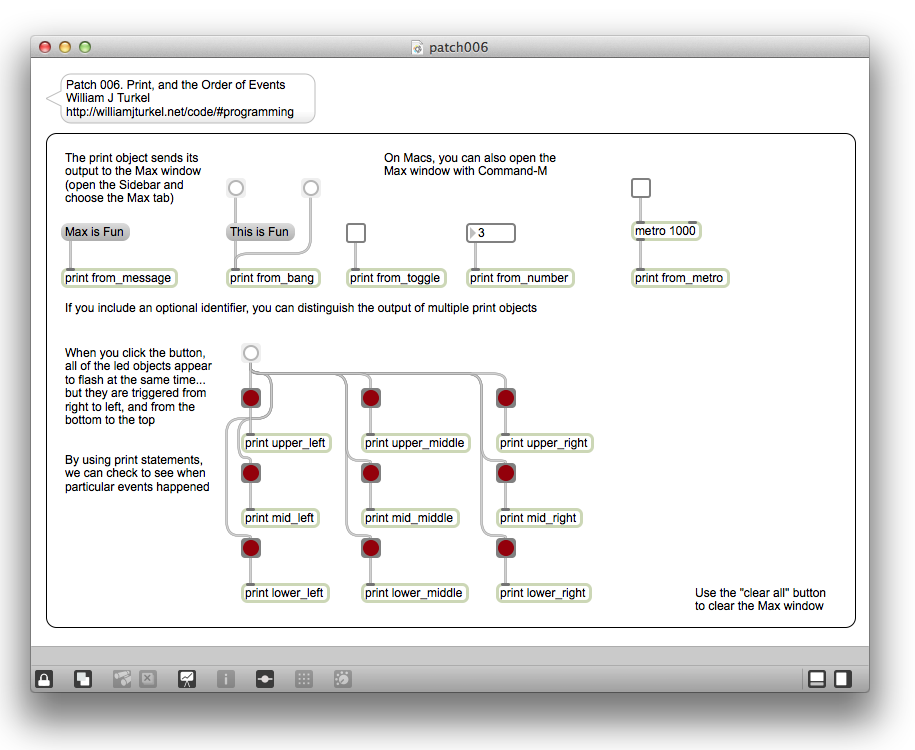 patch006
Patch 006. Print, and the Order of Events
William J Turkel
http://williamjturkel.net/code/#programming
The print object sends its
output to the Max window
(open the Sidebar and
choose the Max tab)
On Macs, you can also open the
Max window with Command-M
Max is Fun
This is Fun
3
metro 1000
print from_message
print from_bang
print from_toggle
print from_number
print from_metro
If you include an optional identifier, you can distinguish the output of multiple print objects
When you click the button,
all of the led objects appear
to flash at the same time...
but they are triggered from
right to left, and from the
bottom to the top
print upper_left
print upper_middle
print upper_right
By using print statements,
we can check to see when
particular events happened
print mid_left
print mid_middle
print mid_right
print lower_left
print lower_middle
print lower_right
Use the "clear all" button
to clear the Max window